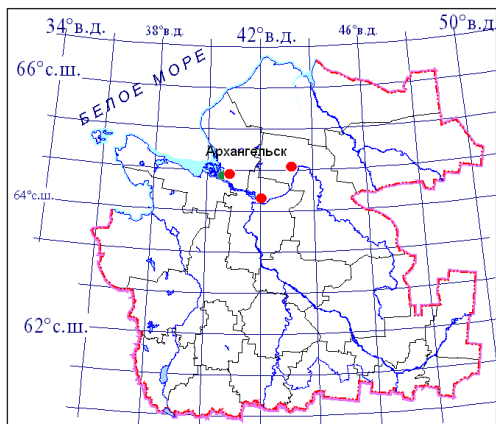 34°в.д.
38°в.д.
42°в.д.
46°в.д.
50°в.д.
66°с.ш.
БЕЛОЕ МОРЕ
Архангельск
64°с.ш.
62°с.ш.